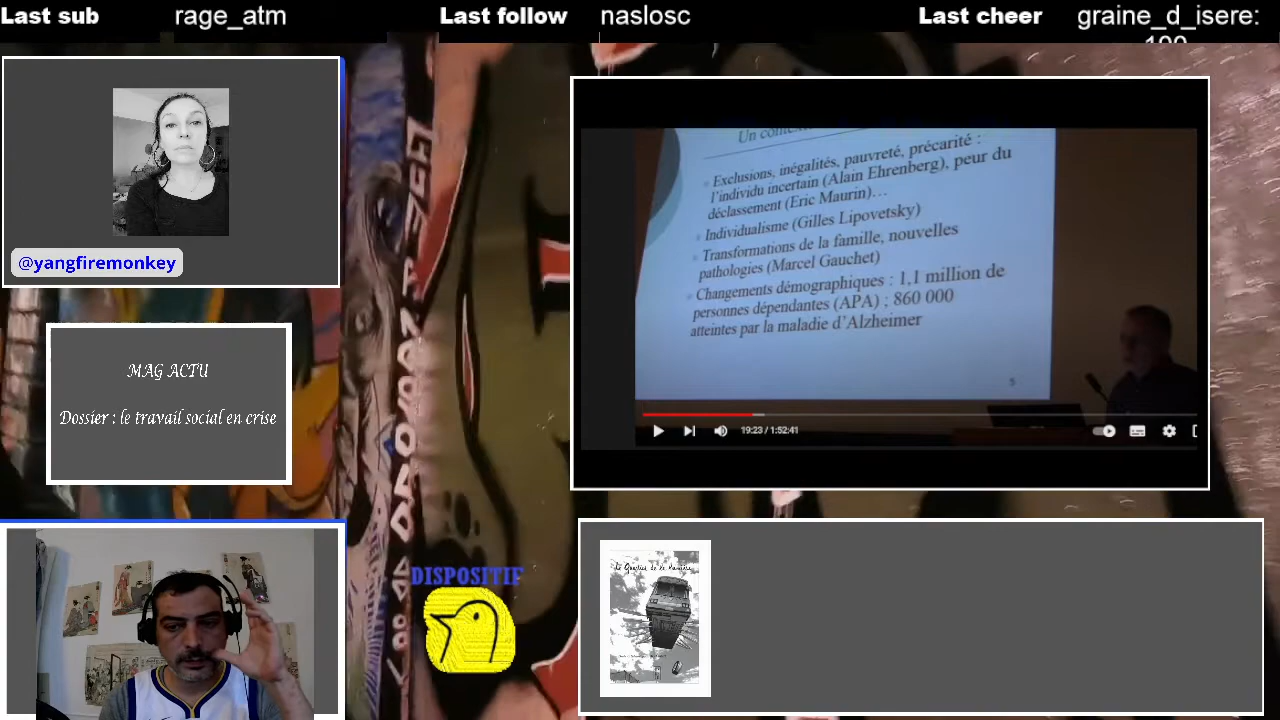 Last sub rage_atm Last follow naslosc Last cheer graine_d_isere:
@yangfiremonkey
MAG ACTU
Dossier : le travail social en crise
Exclusions, inégalités, pauvreté, précarité :
l'individu incertain (Alain Ehrenberg), peur du
déclassement (Eric Maurin)…
Individualisme (Gilles Lipovetsky)
Transformations de la famille, nouvelles
pathologies (Marcel Gauchet)
Changements démographiques : 1,1 million de
personnes dépendantes (APA) ; 860 000
atteintes par la maladie d'Alzheimer
5
19:23 / 1:52:41
DISPOSITIF